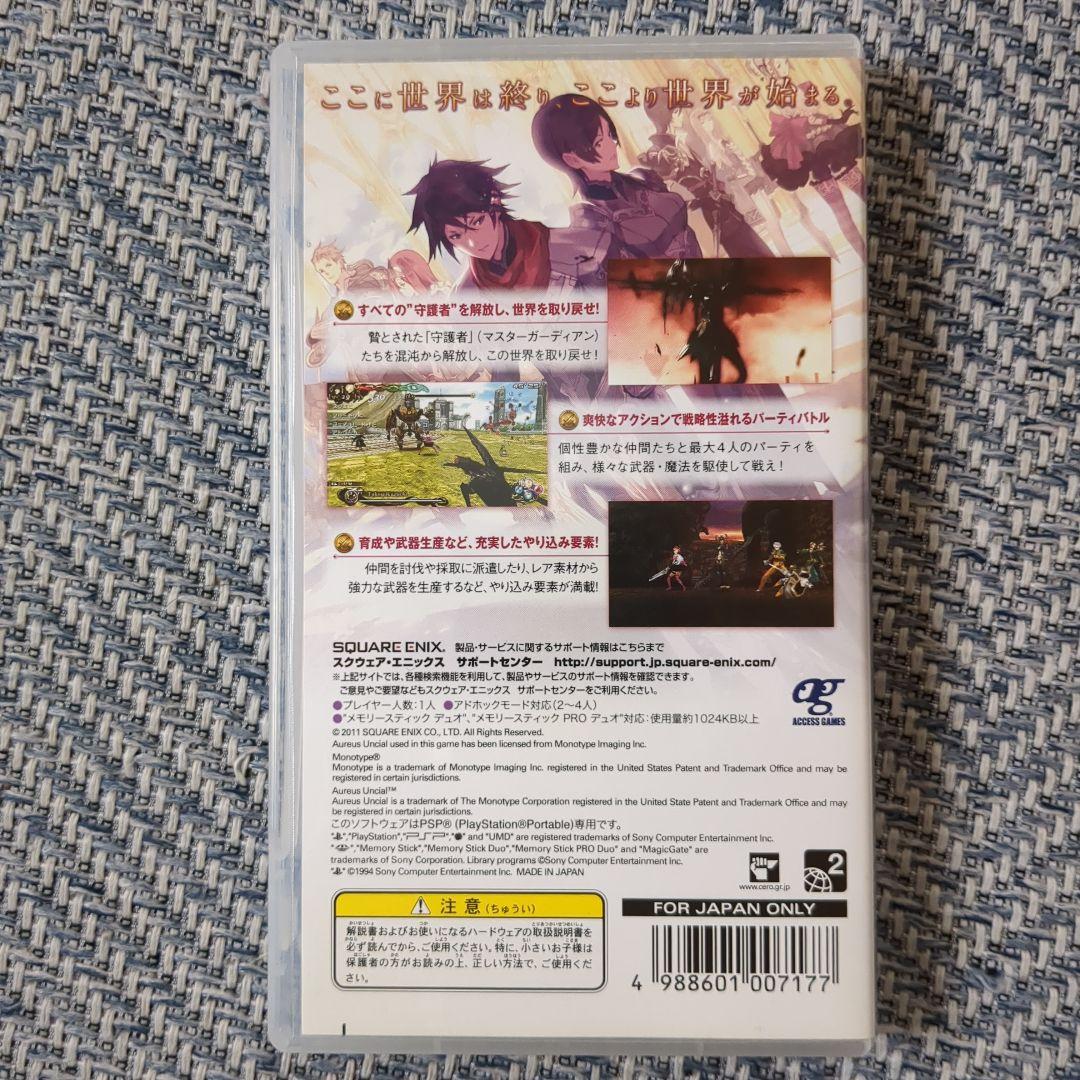 ここに世界は終り、ここより世界が始まる。
すべての"守護者"を解放し、世界を取り戻せ!
贄とされた「守護者」(マスターガーディアン)
たちを混沌から解放し、この世界を取り戻せ!
爽快なアクションで戦略性溢れるパーティバトル
個性豊かな仲間たちと最大4人のパーティを
組み、様々な武器・魔法を駆使して戦え!
育成や武器生産など、充実したやり込み要素!
仲間を討伐や採取に派遣したり、レア素材から
強力な武器を生産するなど、やり込み要素が満載!
SQUARE ENIX. 製品・サービスに関するサポート情報はこちらまで
スクウェア・エニックス サポートセンター http://support.jp.square-enix.com/
※上記サイトでは、各種検索機能を利用して、製品やサービスのサポート情報を確認できます。
ご意見やご要望などもスクウェア・エニックス サポートセンターをご利用ください。
●プレイヤー人数:1人 ●アドホックモード対応(2〜4人)
●"メモリースティック デュオ"、"メモリースティック PRO デュオ"対応:使用量約1024KB以上
ag
ACCESS GAMES
© 2011 SQUARE ENIX CO., LTD. All Rights Reserved.
Aureus Uncial used in this game has been licensed from Monotype Imaging Inc.
Monotype®
Monotype is a trademark of Monotype Imaging Inc. registered in the United States Patent and Trademark Office and may be
registered in certain jurisdictions.
Aureus Uncial™
Aureus Uncial is a trademark of The Monotype Corporation registered in the United State Patent and Trademark Office and may
be registered in certain jurisdictions.
このソフトウェアはPSP® (PlayStation®Portable)専用です。
" ","PlayStation","PSP"," " and "UMD" are registered trademarks of Sony Computer Entertainment Inc.
" ","Memory Stick","Memory Stick Duo","Memory Stick PRO Duo" and "MagicGate" are
trademarks of Sony Corporation. Library programs ©Sony Computer Entertainment Inc.
" " ©1994 Sony Computer Entertainment Inc. MADE IN JAPAN
www.cero.gr.jp
2
注意(ちゅうい)
解説書およびお使いになるハードウェアの取扱説明書を
必ず読んでから、ご使用ください。特に、小さいお子様は
保護者の方がお読みの上、正しい方法で、ご使用くださ
い。
FOR JAPAN ONLY
4 988601 007177